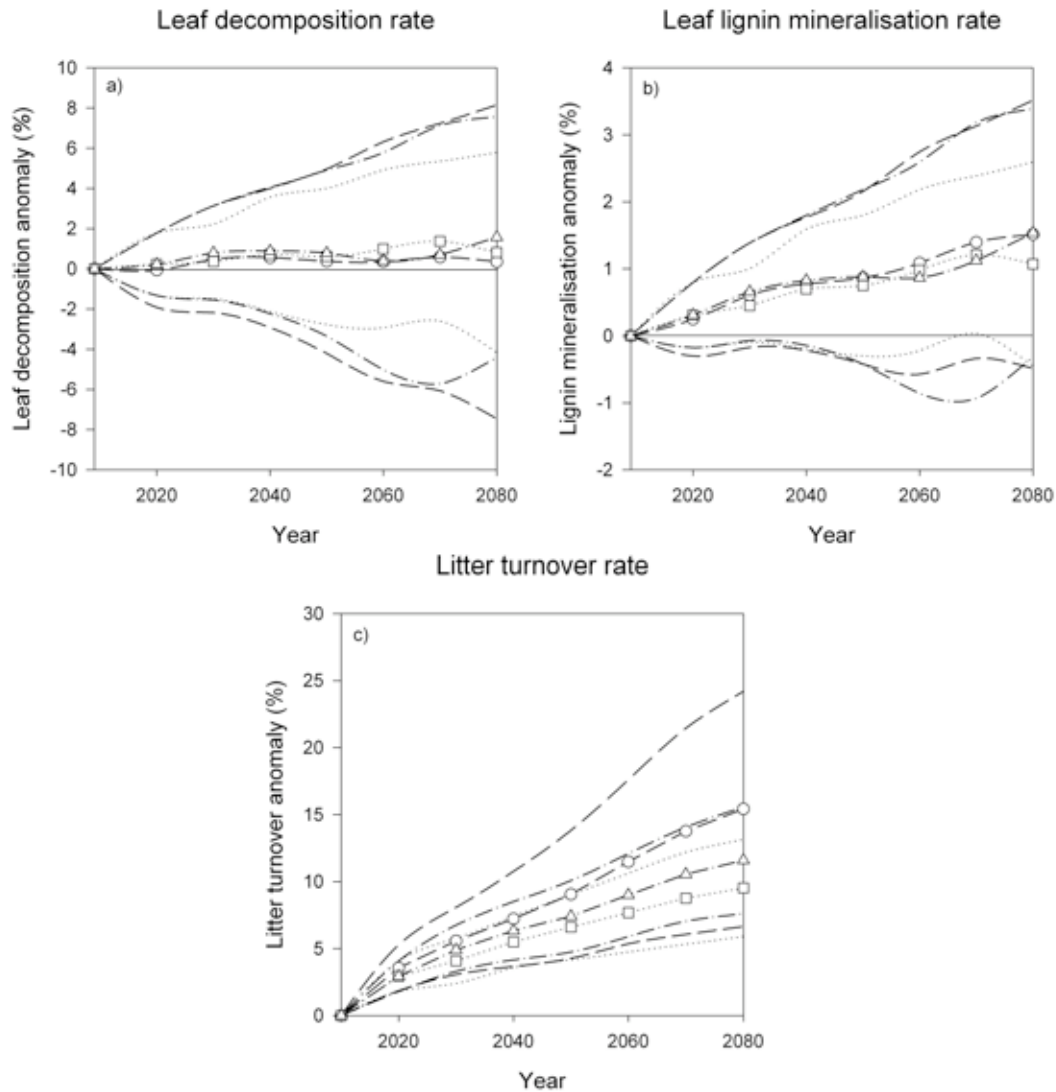 Leaf decomposition rate
a)
Leaf decomposition anomaly (%)
10
8
6
4
2
0
-2
-4
-6
-8
-10
2020 2040 2060 2080
Year
Leaf lignin mineralisation rate
b)
Lignin mineralisation anomaly (%)
4
3
2
1
0
-1
-2
2020 2040 2060 2080
Year
Litter turnover rate
c)
Litter turnover anomaly (%)
30
25
20
15
10
5
0
2020 2040 2060 2080
Year